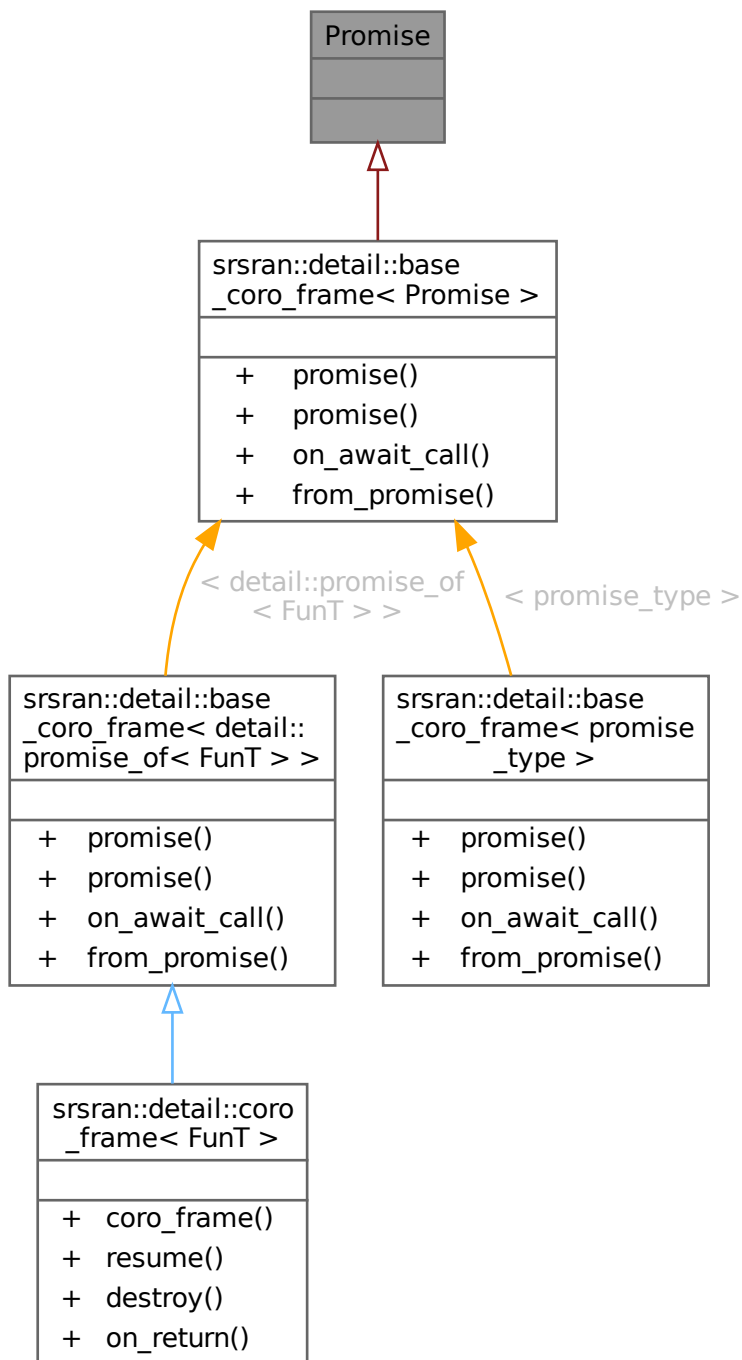 Promise
srsran::detail::base
_coro_frame< Promise >
+ promise()
+ promise()
+ on_await_call()
+ from_promise()
< detail::promise_of
< FunT > >
< promise_type >
srsran::detail::base
_coro_frame< detail::
promise_of< FunT > >
+ promise()
+ promise()
+ on_await_call()
+ from_promise()
srsran::detail::base
_coro_frame< promise
_type >
+ promise()
+ promise()
+ on_await_call()
+ from_promise()
srsran::detail::coro
_frame< FunT >
+ coro_frame()
+ resume()
+ destroy()
+ on_return()